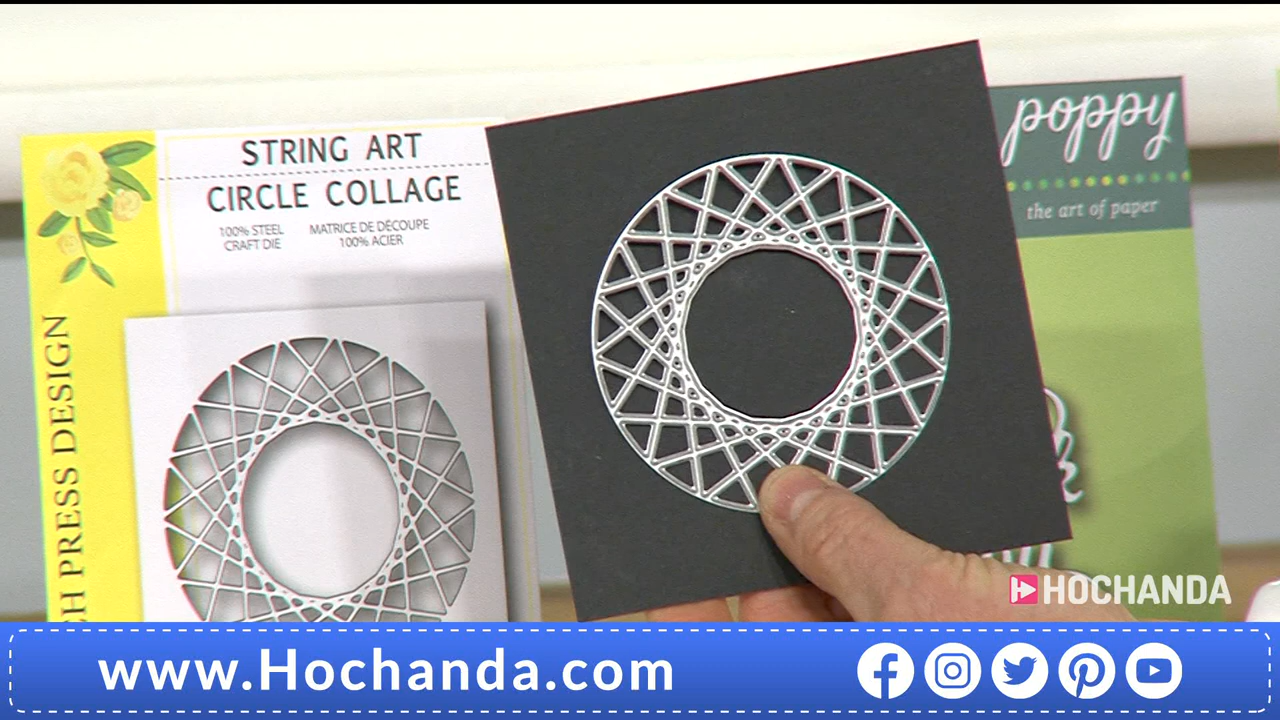 STRING ART
CIRCLE COLLAGE
100% STEEL
CRAFT DIE
MATRICE DE DÉCOUPE
100% ACIER
PRESS DESIGN
poppy
the art of paper
HOCHANDA
www.Hochanda.com